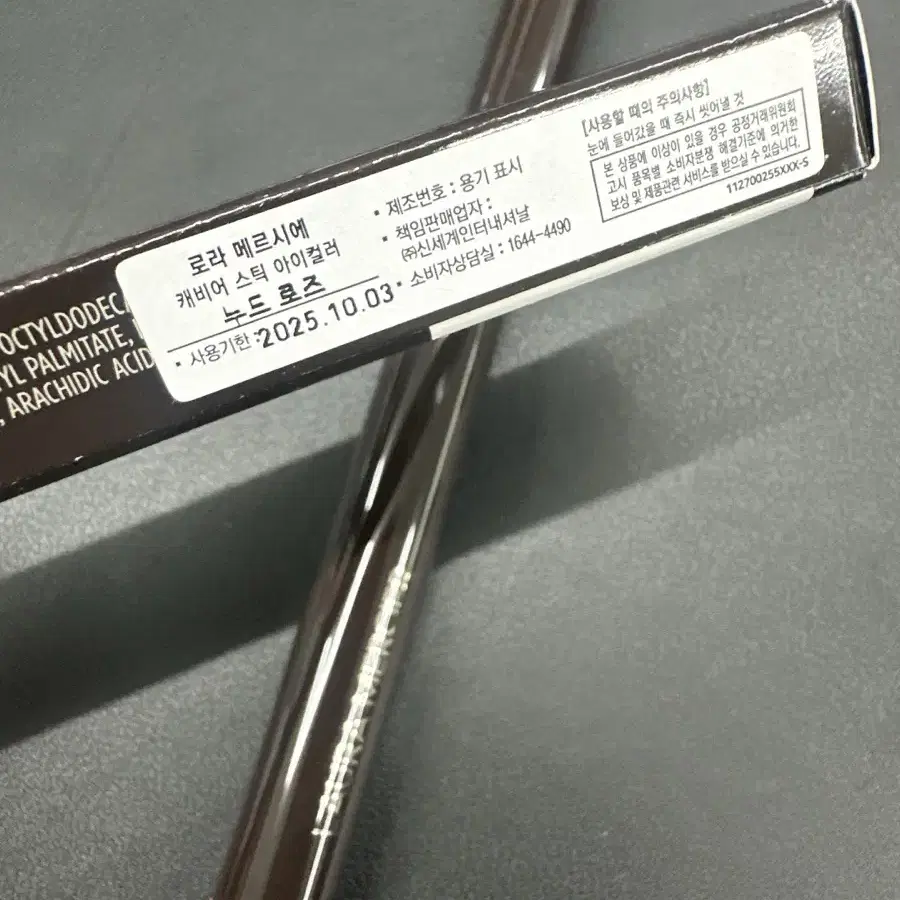 로라 메르시에
캐비어 스틱 아이컬러
누드 로즈
• 사용기한 : 2025.10.03
• 제조번호 : 용기 표시
• 책임판매업자 :
㈜신세계인터내셔날
• 소비자상담실 : 1644-4490
[사용할 때의 주의사항]
눈에 들어갔을 때 즉시 씻어낼 것
본 상품에 이상이 있을 경우 공정거래위원회
고시 품목별 소비자분쟁 해결기준에 의거한
보상 및 제품관련 서비스를 받으실 수 있습니다.
112700255XXX-S
OCTYLDODEC
YL PALMITATE,
, ARACHIDIC ACID
LAURA MERCIER